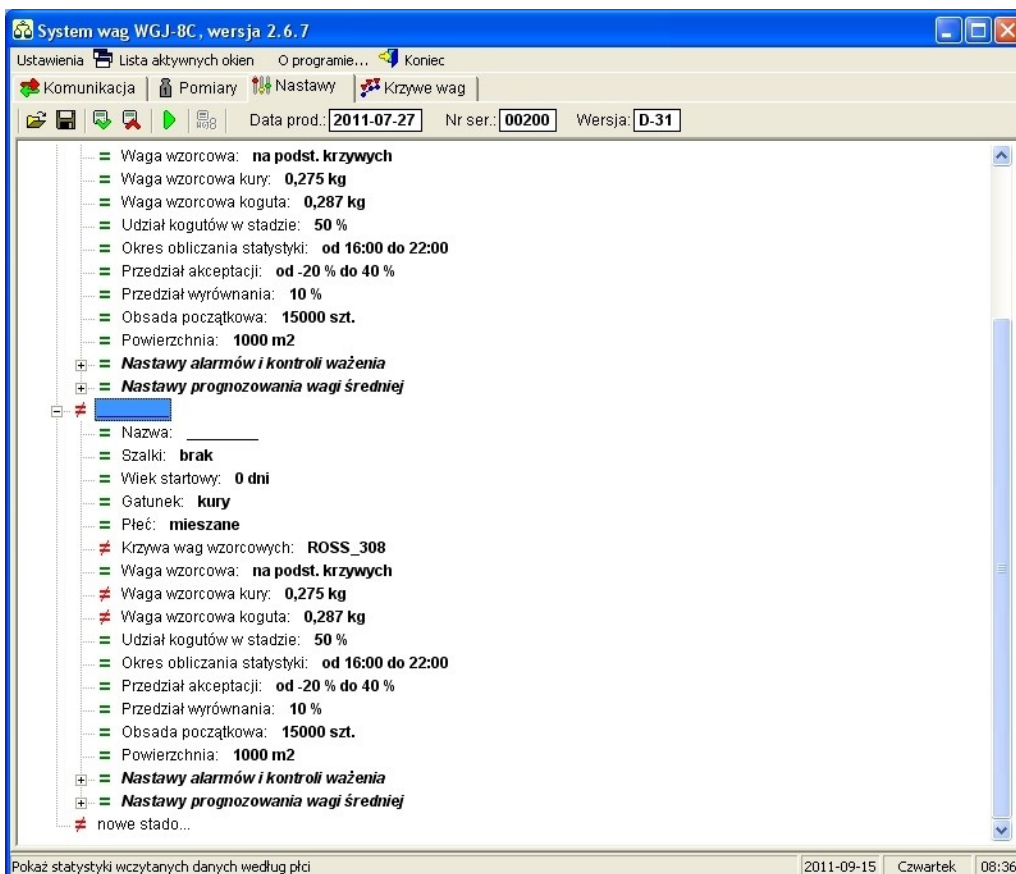 System wag WGJ-8C, wersja 2.6.7
Ustawienia Lista aktywnych okien O programie... Koniec
Komunikacja Pomiary Nastawy Krzywe wag
Data prod.: 2011-07-27 Nr ser.: 00200 Wersja: D-31
= Waga wzorcowa: na podst. krzywych
= Waga wzorcowa kury: 0,275 kg
= Waga wzorcowa koguta: 0,287 kg
= Udział kogutów w stadzie: 50 %
= Okres obliczania statystyki: od 16:00 do 22:00
= Przedział akceptacji: od -20 % do 40 %
= Przedział wyrównania: 10 %
= Obsada początkowa: 15000 szt.
= Powierzchnia: 1000 m2
= Nastawy alarmów i kontroli ważenia
= Nastawy prognozowania wagi średniej
≠ ________
= Nazwa: ________
= Szalki: brak
= Wiek startowy: 0 dni
= Gatunek: kury
= Płeć: mieszane
≠ Krzywa wag wzorcowych: ROSS_308
= Waga wzorcowa: na podst. krzywych
≠ Waga wzorcowa kury: 0,275 kg
≠ Waga wzorcowa koguta: 0,287 kg
= Udział kogutów w stadzie: 50 %
= Okres obliczania statystyki: od 16:00 do 22:00
= Przedział akceptacji: od -20 % do 40 %
= Przedział wyrównania: 10 %
= Obsada początkowa: 15000 szt.
= Powierzchnia: 1000 m2
= Nastawy alarmów i kontroli ważenia
= Nastawy prognozowania wagi średniej
≠ nowe stado...
Pokaż statystyki wczytanych danych według płci 2011-09-15 Czwartek 08:36